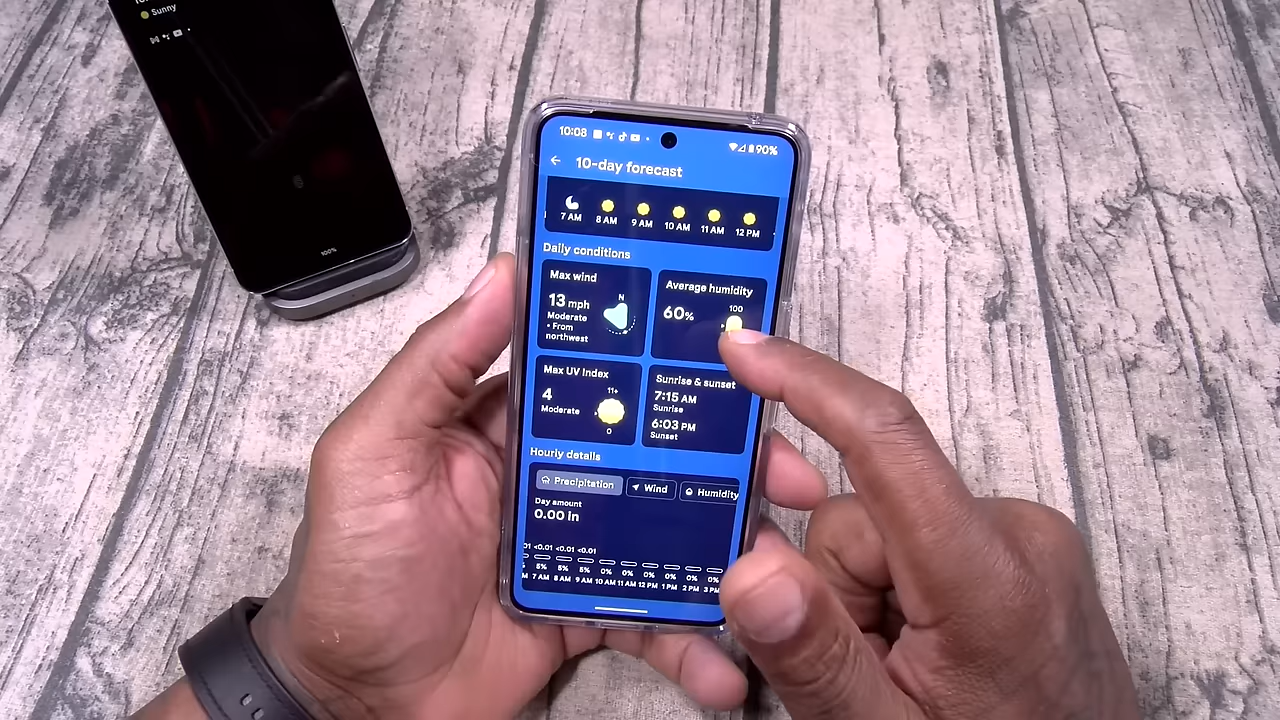 Sunny
100%
10:08
90%
10-day forecast
7 AM 8 AM 9 AM 10 AM 11 AM 12 PM
Daily conditions
Max wind
13 mph
Moderate
• From
northwest
N
Average humidity
60%
100
Max UV Index
4
Moderate
11+
0
Sunrise & sunset
7:15 AM
Sunrise
6:03 PM
Sunset
Hourly details
Precipitation Wind Humidity
Day amount
0.00 in
01 <0.01 <0.01 <0.01
5% 5% 5% 0% 0% 0% 0% 0% 0%
M 7 AM 8 AM 9 AM 10 AM 11 AM 12 PM 1 PM 2 PM 3 PM